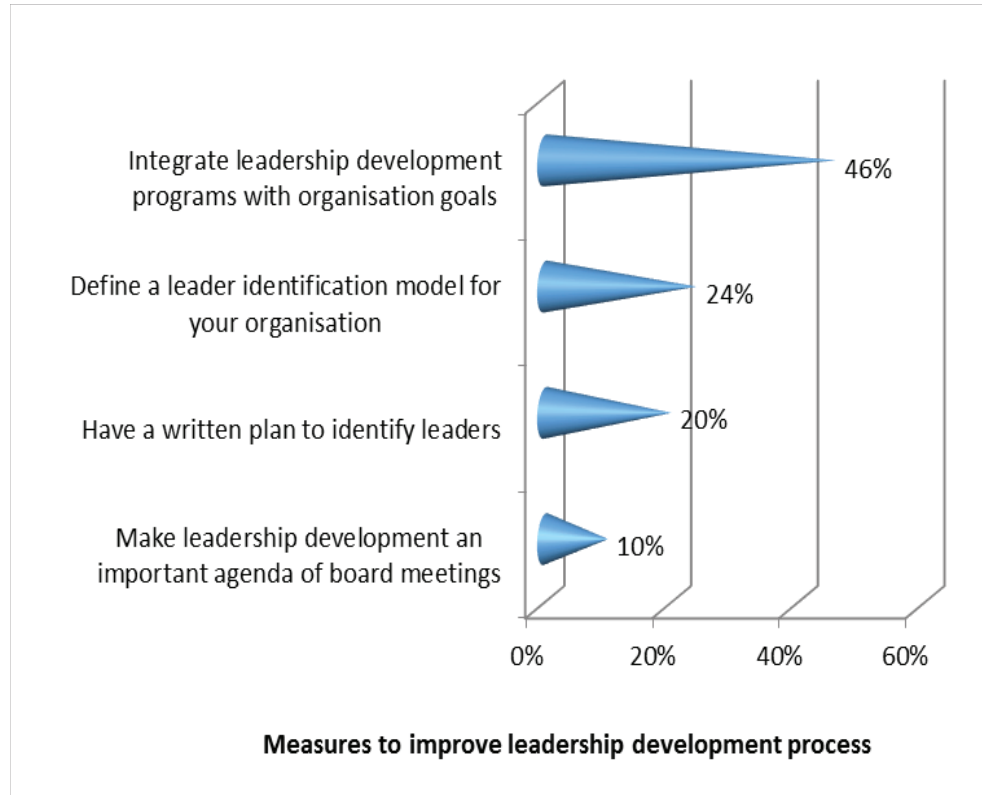 Integrate leadership development
programs with organisation goals
46%
Define a leader identification model for
your organisation
24%
Have a written plan to identify leaders
20%
Make leadership development an
important agenda of board meetings
10%
0% 20% 40% 60%
Measures to improve leadership development process